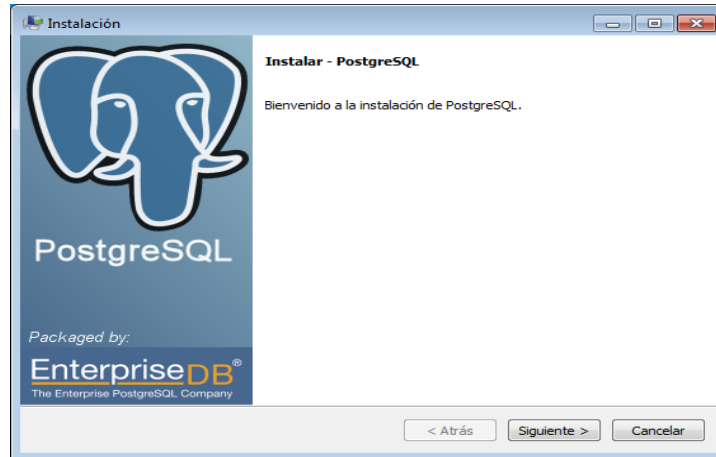 Instalación
Instalar - PostgreSQL
Bienvenido a la instalación de PostgreSQL.
PostgreSQL
Packaged by:
EnterpriseDB®
The Enterprise PostgreSQL Company
< Atrás
Siguiente >
Cancelar